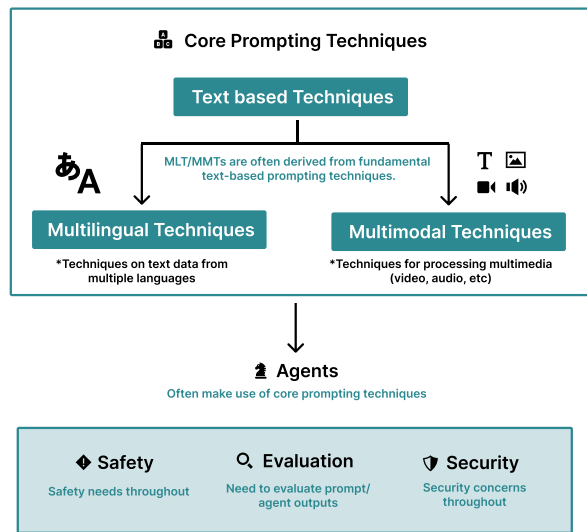 Core Prompting Techniques
Text based Techniques
MLT/MMTs are often derived from fundamental
text-based prompting techniques.
あA
T
Multilingual Techniques
Multimodal Techniques
*Techniques on text data from
multiple languages
*Techniques for processing multimedia
(video, audio, etc)
Agents
Often make use of core prompting techniques
Safety
Safety needs throughout
Evaluation
Need to evaluate prompt/
agent outputs
Security
Security concerns
throughout